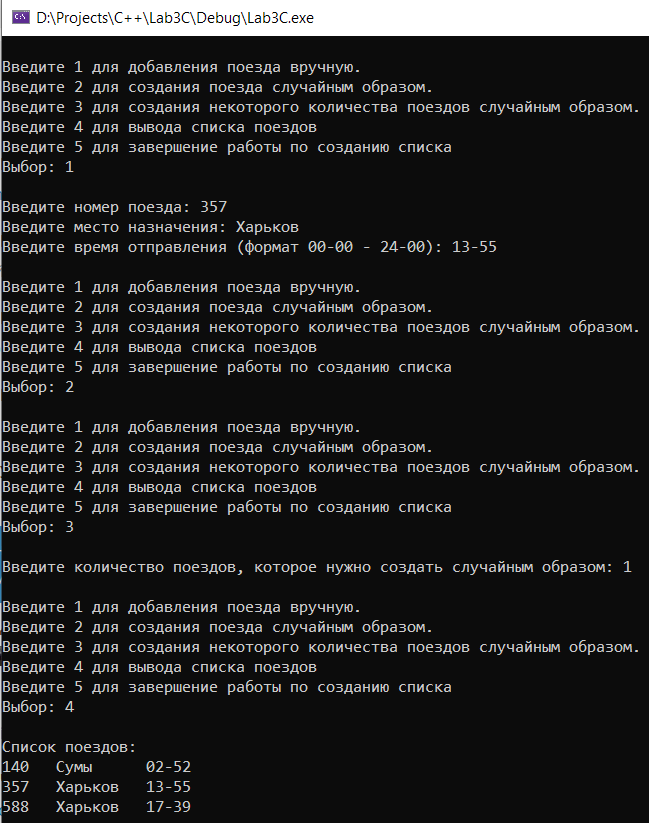 D:\Projects\C++\Lab3C\Debug\Lab3C.exe
Введите 1 для добавления поезда вручную.
Введите 2 для создания поезда случайным образом.
Введите 3 для создания некоторого количества поездов случайным образом.
Введите 4 для вывода списка поездов
Введите 5 для завершение работы по созданию списка
Выбор: 1
Введите номер поезда: 357
Введите место назначения: Харьков
Введите время отправления (формат 00-00 - 24-00): 13-55
Введите 1 для добавления поезда вручную.
Введите 2 для создания поезда случайным образом.
Введите 3 для создания некоторого количества поездов случайным образом.
Введите 4 для вывода списка поездов
Введите 5 для завершение работы по созданию списка
Выбор: 2
Введите 1 для добавления поезда вручную.
Введите 2 для создания поезда случайным образом.
Введите 3 для создания некоторого количества поездов случайным образом.
Введите 4 для вывода списка поездов
Введите 5 для завершение работы по созданию списка
Выбор: 3
Введите количество поездов, которое нужно создать случайным образом: 1
Введите 1 для добавления поезда вручную.
Введите 2 для создания поезда случайным образом.
Введите 3 для создания некоторого количества поездов случайным образом.
Введите 4 для вывода списка поездов
Введите 5 для завершение работы по созданию списка
Выбор: 4
Список поездов:
140 Сумы 02-52
357 Харьков 13-55
588 Харьков 17-39